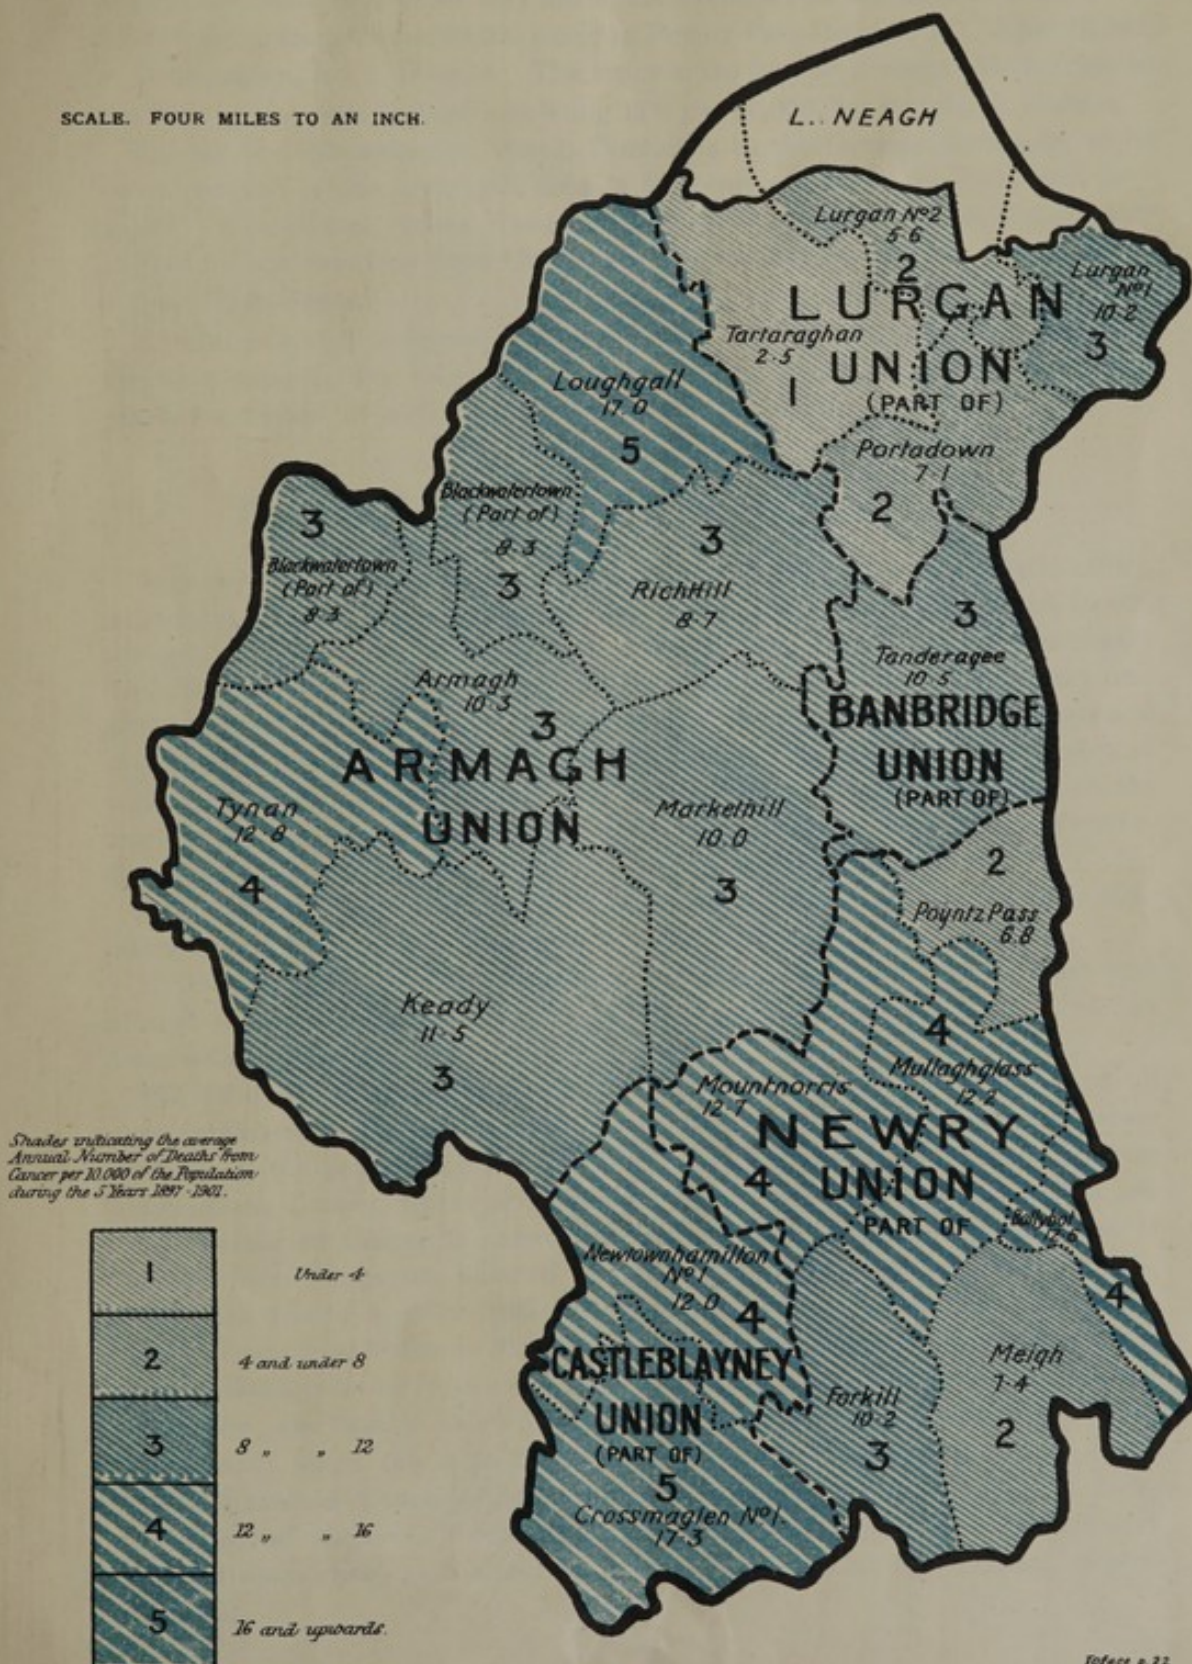 SCALE. FOUR MILES TO AN INCH.
L. NEAGH
Lurgan Nº2
5·6
2
Lurgan
Nº1
10·2
3
LURGAN
UNION
(PART OF)
Tartaraghan
2·5
1
Loughgall
17·0
5
Portadown
7·1
2
Blackwatertown
(Part of)
8·3
3
3
Blackwatertown
(Part of)
8·3
3
RichHill
8·7
3
Tanderagee
10·5
BANBRIDGE
UNION
(PART OF)
Armagh
10·3
3
ARMAGH
UNION
Tynan
12·8
4
Markethill
10.0
3
2
Poyntz Pass
6.8
Keady
11·5
3
4
Mullaghglass
12·2
Mountnorris
12·7
NEWRY
UNION
PART OF
4
Ballybot
12·6
4
Newtownhamilton
Nº1
12·0
4
CASTLEBLAYNEY
UNION
(PART OF)
5
Crossmaglen Nº1.
17·3
Forkill
10·2
3
Meigh
7·4
2
Shades indicating the average
Annual Number of Deaths from
Cancer per 10,000 of the Population
during the 5 Years 1897-1901.
1 Under 4
2 4 and under 8
3 8 „ „ 12
4 12 „ „ 16
5 16 and upwards.
To face p. 22